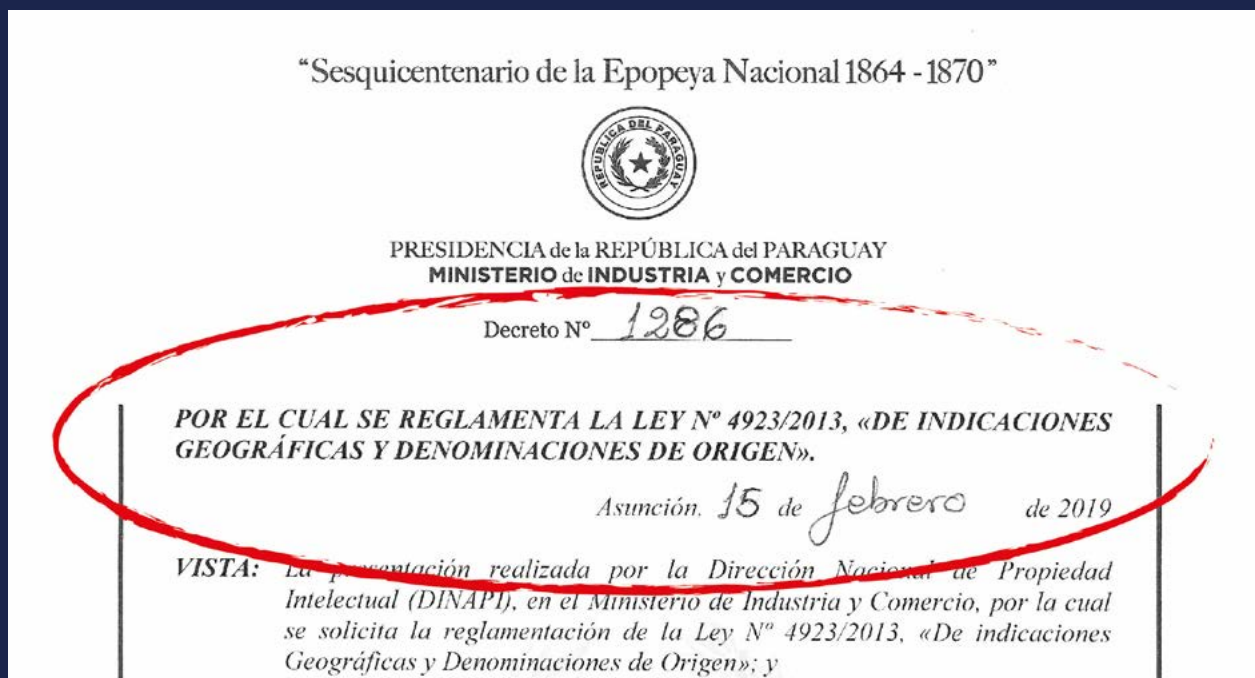 “Sesquicentenario de la Epopeya Nacional 1864 - 1870”
REPUBLICA DEL PARAGUAY
PRESIDENCIA de la REPÚBLICA del PARAGUAY
MINISTERIO de INDUSTRIA y COMERCIO
Decreto Nº 1286
POR EL CUAL SE REGLAMENTA LA LEY Nº 4923/2013, «DE INDICACIONES
GEOGRÁFICAS Y DENOMINACIONES DE ORIGEN».
Asunción, 15 de febrero de 2019
VISTA: La presentación realizada por la Dirección Nacional de Propiedad
Intelectual (DINAPI), en el Ministerio de Industria y Comercio, por la cual
se solicita la reglamentación de la Ley Nº 4923/2013, «De indicaciones
Geográficas y Denominaciones de Origen»; y